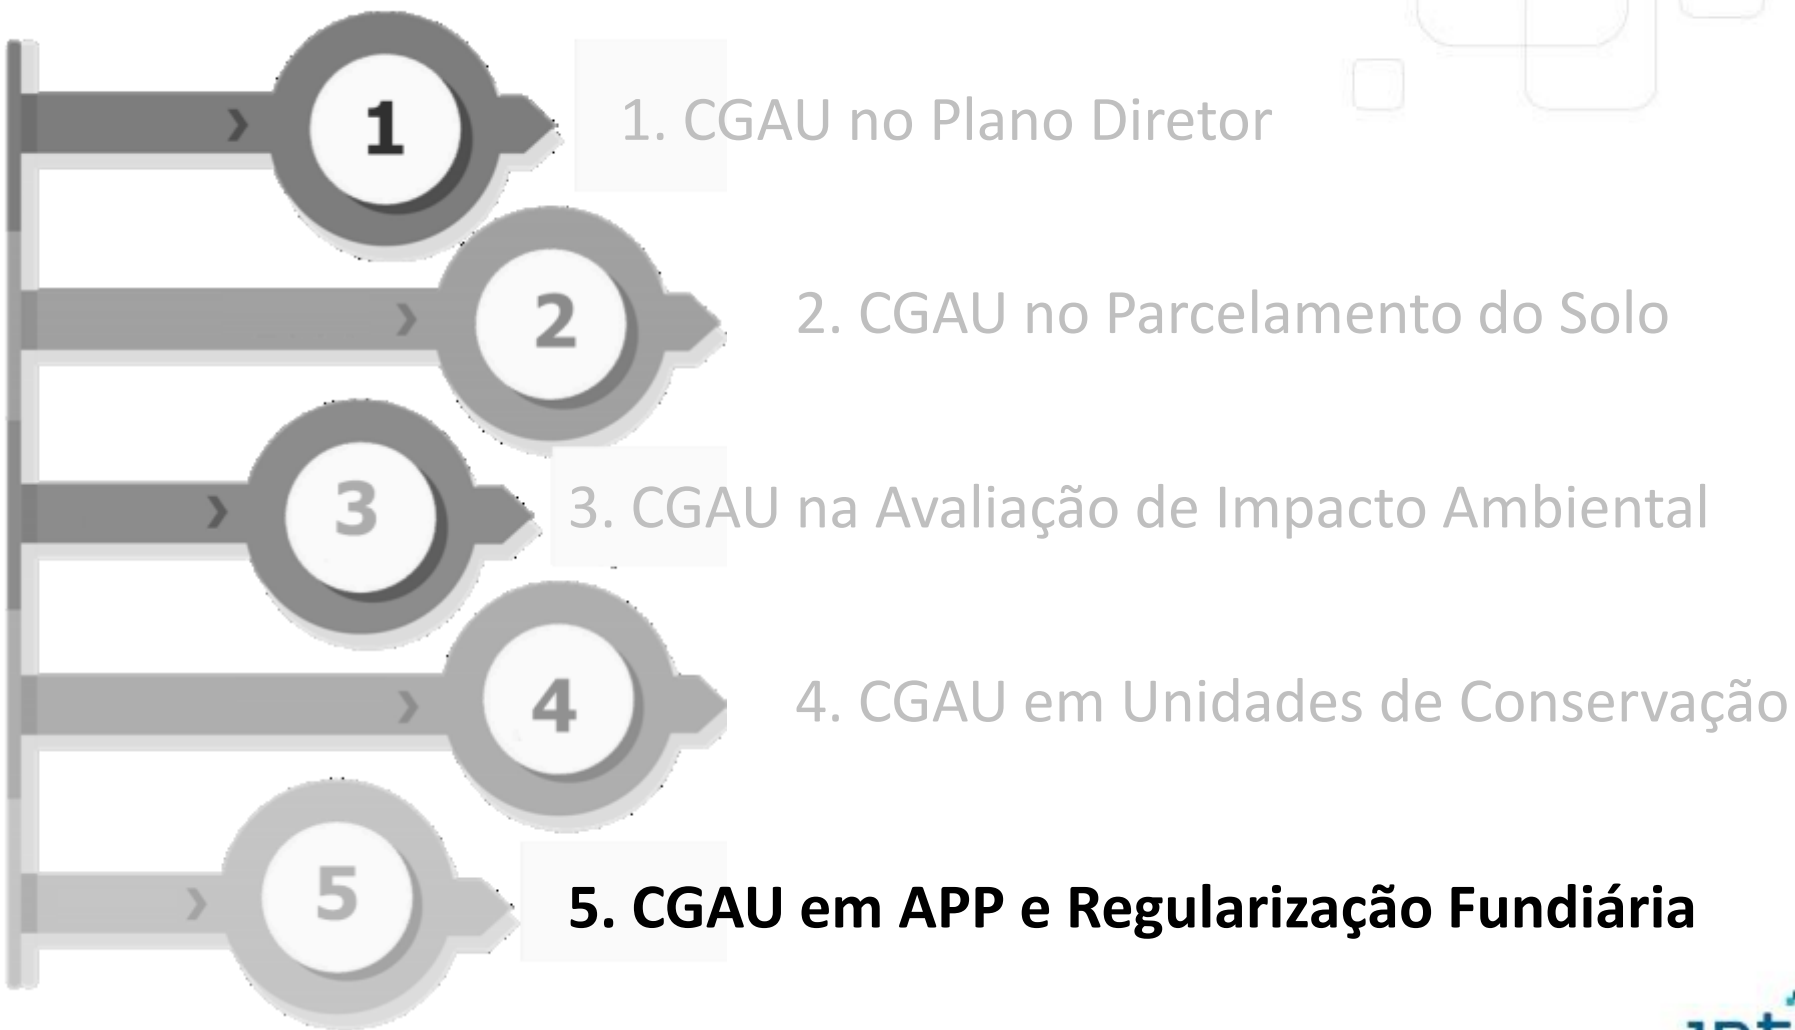 1
1. CGAU no Plano Diretor
2
2. CGAU no Parcelamento do Solo
3
3. CGAU na Avaliação de Impacto Ambiental
4
4. CGAU em Unidades de Conservação
5
5. CGAU em APP e Regularização Fundiária